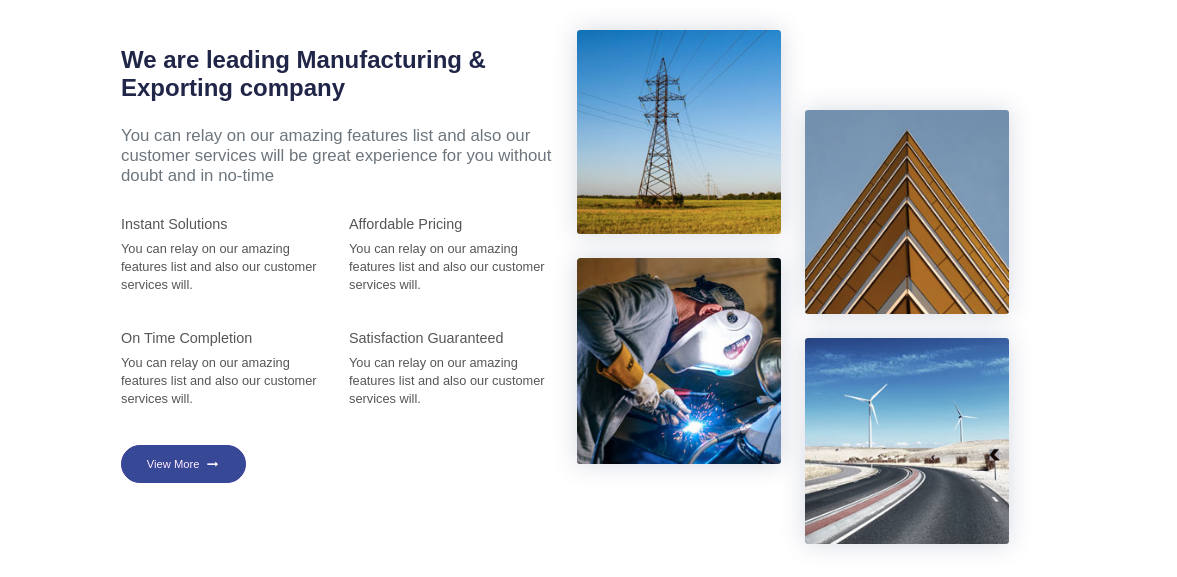 We are leading Manufacturing &
Exporting company
You can relay on our amazing features list and also our
customer services will be great experience for you without
doubt and in no-time
Instant Solutions
You can relay on our amazing
features list and also our customer
services will.
Affordable Pricing
You can relay on our amazing
features list and also our customer
services will.
On Time Completion
You can relay on our amazing
features list and also our customer
services will.
Satisfaction Guaranteed
You can relay on our amazing
features list and also our customer
services will.
View More